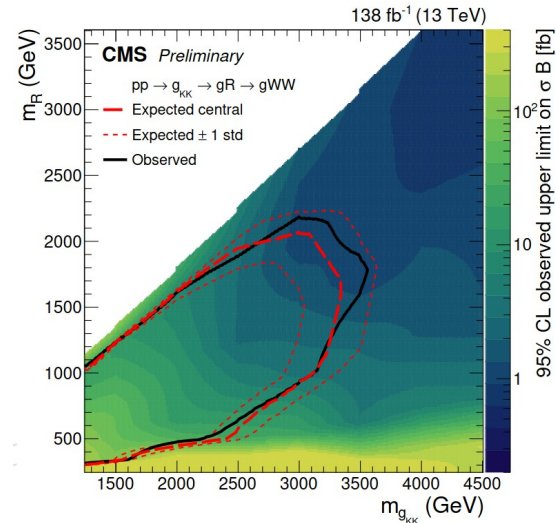 138 fb⁻¹ (13 TeV)
CMS Preliminary
pp → g_KK → gR → gWW
Expected central
Expected ± 1 std
Observed
m_R (GeV)
3500
3000
2500
2000
1500
1000
500
1500 2000 2500 3000 3500 4000 4500
m_gKK (GeV)
10²
10
1
95% CL observed upper limit on σ B [fb]